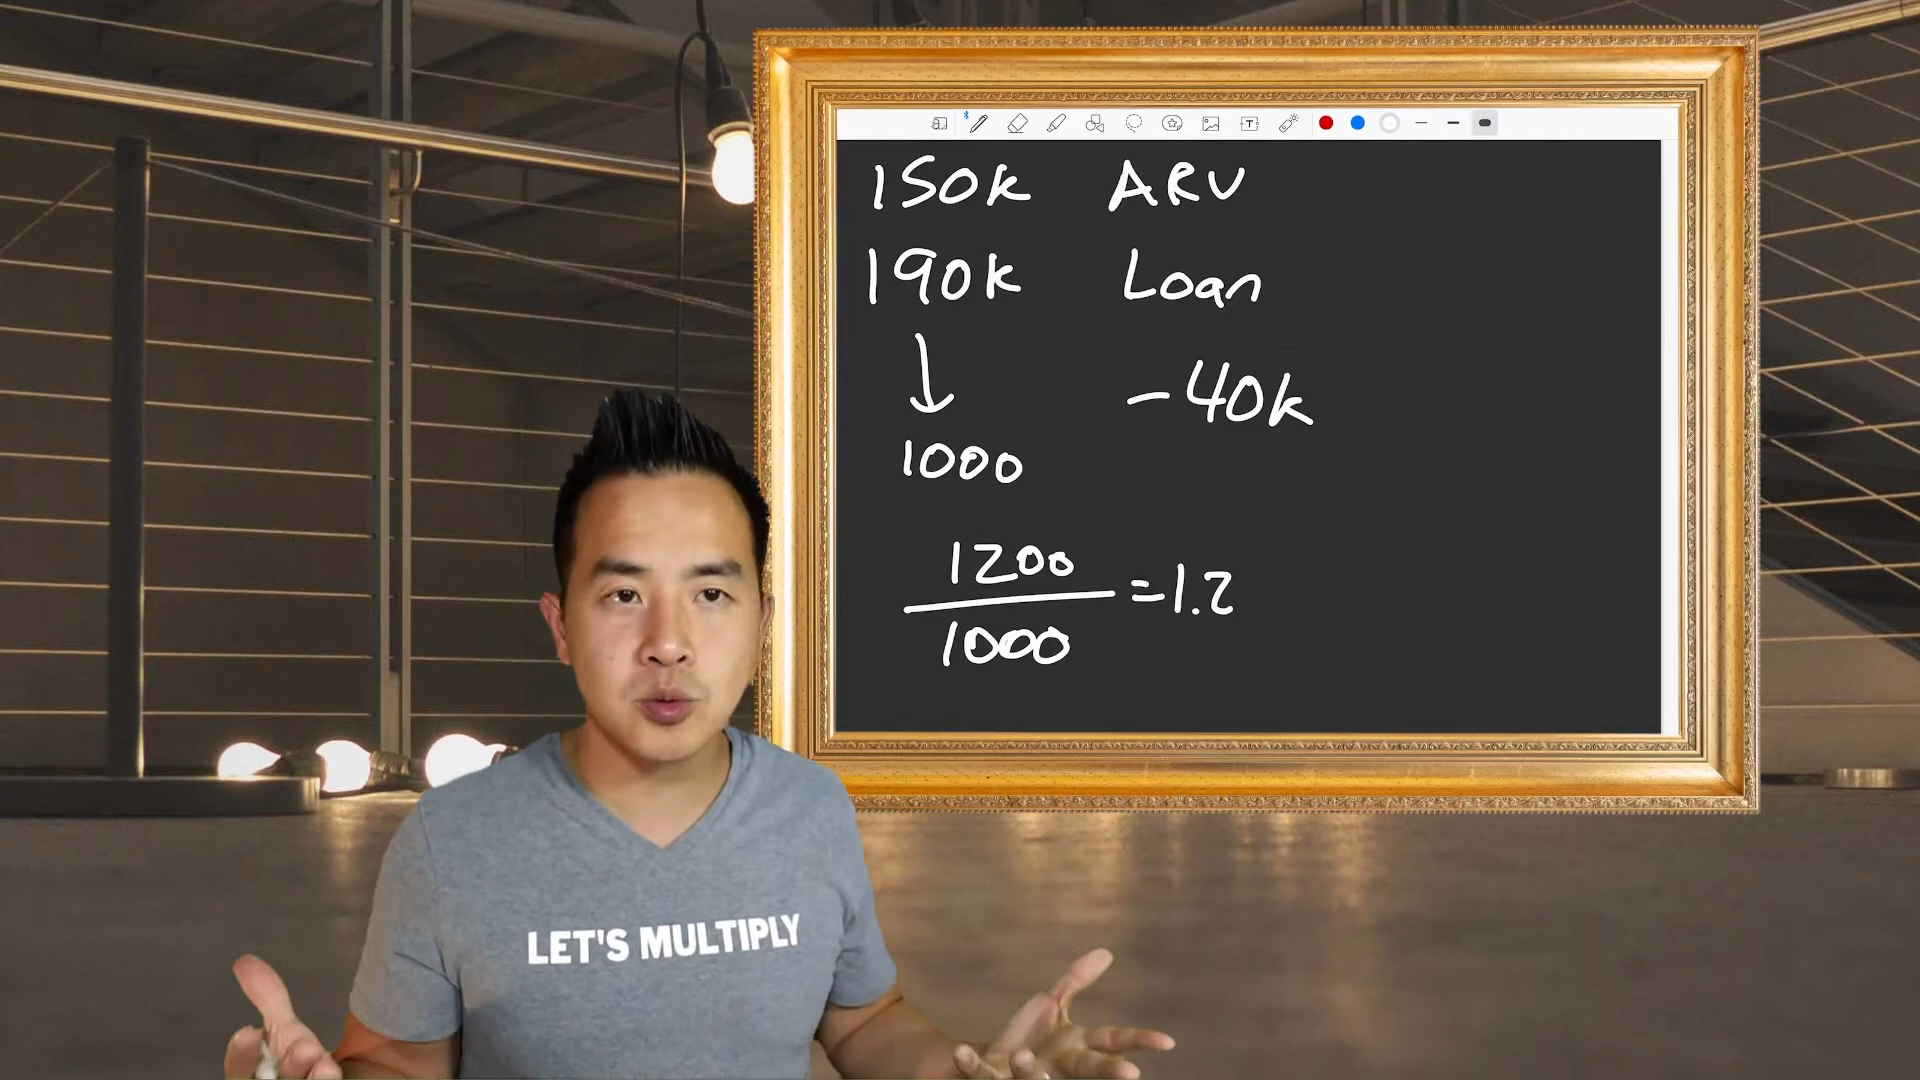 150k ARV
190k Loan
↓ -40k
1000
1200
1000
=1.2
LET'S MULTIPLY